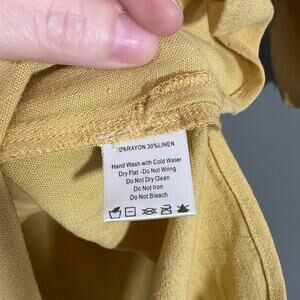 70%RAYON 30%LINEN
Hand Wash with Cold Water
Dry Flat -Do Not Wring
Do Not Dry Clean
Do Not Iron
Do Not Bleach